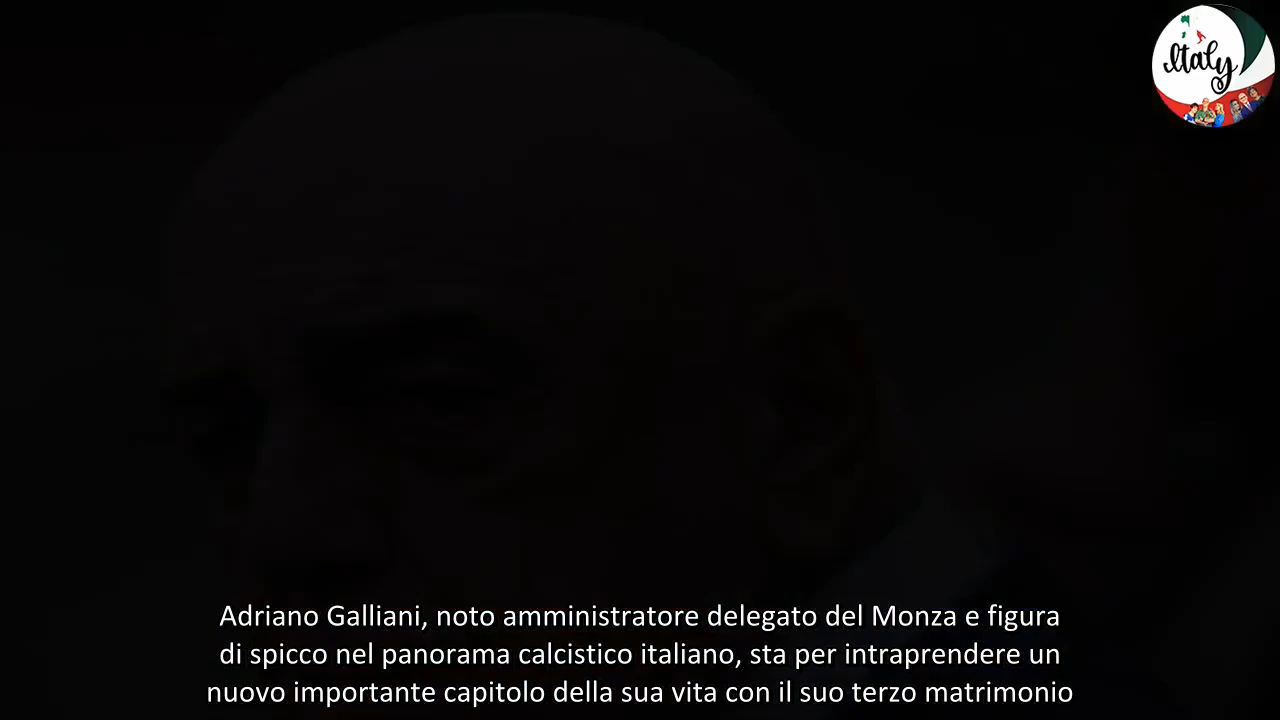 Italy
Adriano Galliani, noto amministratore delegato del Monza e figura
di spicco nel panorama calcistico italiano, sta per intraprendere un
nuovo importante capitolo della sua vita con il suo terzo matrimonio